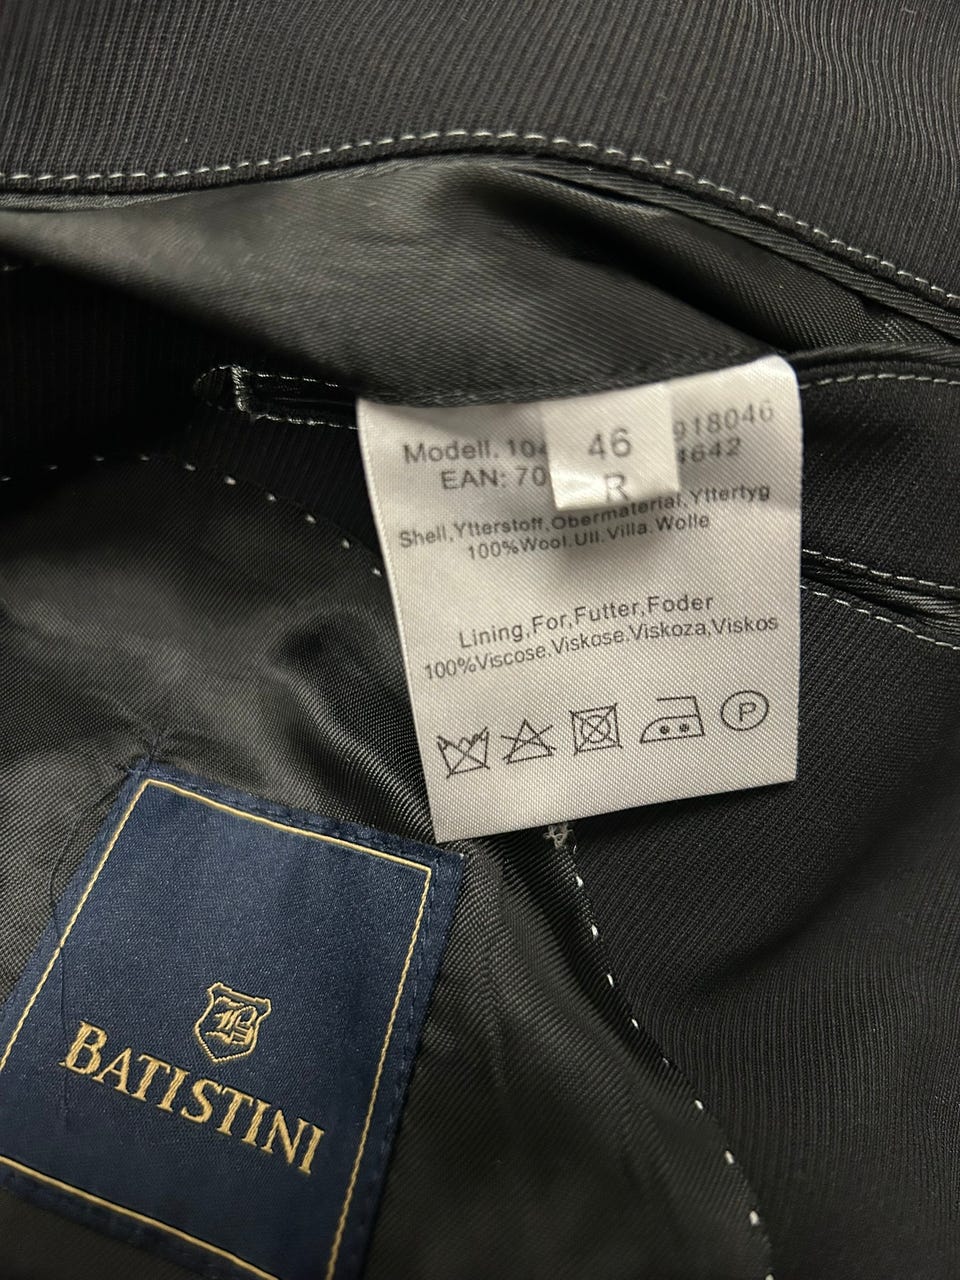 Modell. 104
918046
EAN: 70
4642
46
R
Shell,Ytterstoff,Obermaterial,Yttertyg
100%Wool.Ull.Villa.Wolle
Lining,For,Futter,Foder
100%Viscose.Viskose.Viskoza,Viskos
P
B
BATISTINI